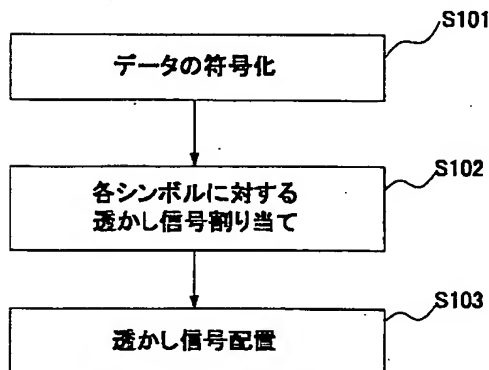 S101
データの符号化
S102
各シンボルに対する
透かし信号割り当て
S103
透かし信号配置